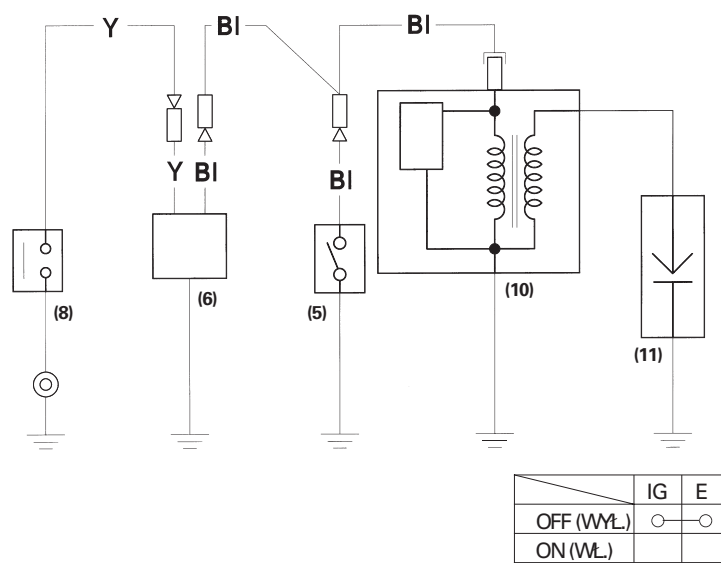 Y
Bl
Bl
Y
Bl
Bl
(8)
(6)
(5)
(10)
(11)
IG E
OFF (WYŁ.)
ON (WŁ.)